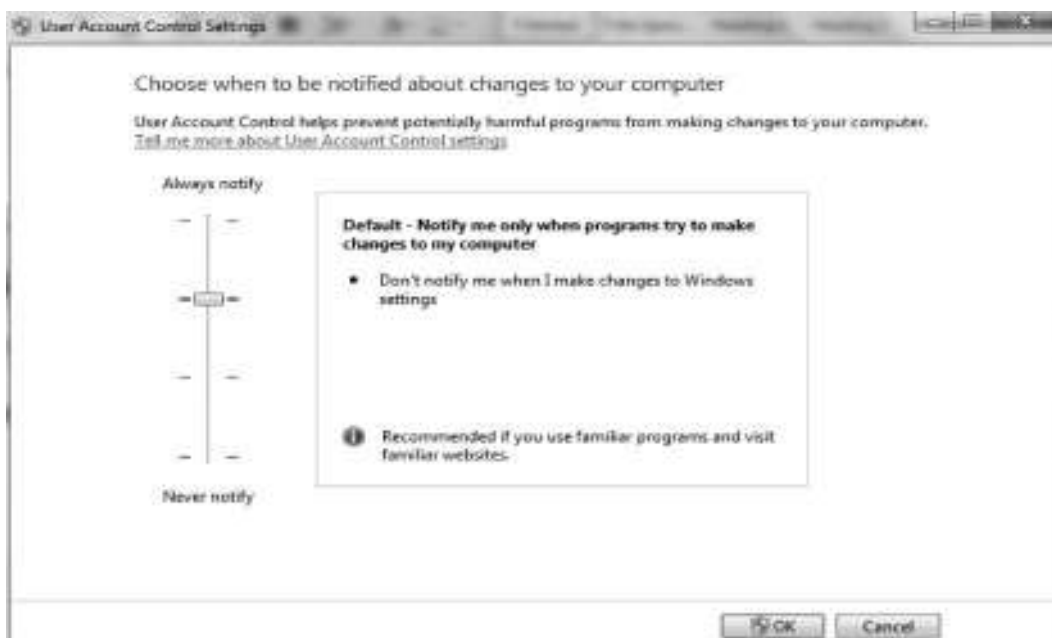 User Account Control Settings
Choose when to be notified about changes to your computer
User Account Control helps prevent potentially harmful programs from making changes to your computer.
Tell me more about User Account Control settings
Always notify
Default - Notify me only when programs try to make
changes to my computer
• Don't notify me when I make changes to Windows
settings
Recommended if you use familiar programs and visit
familiar websites.
Never notify
OK Cancel